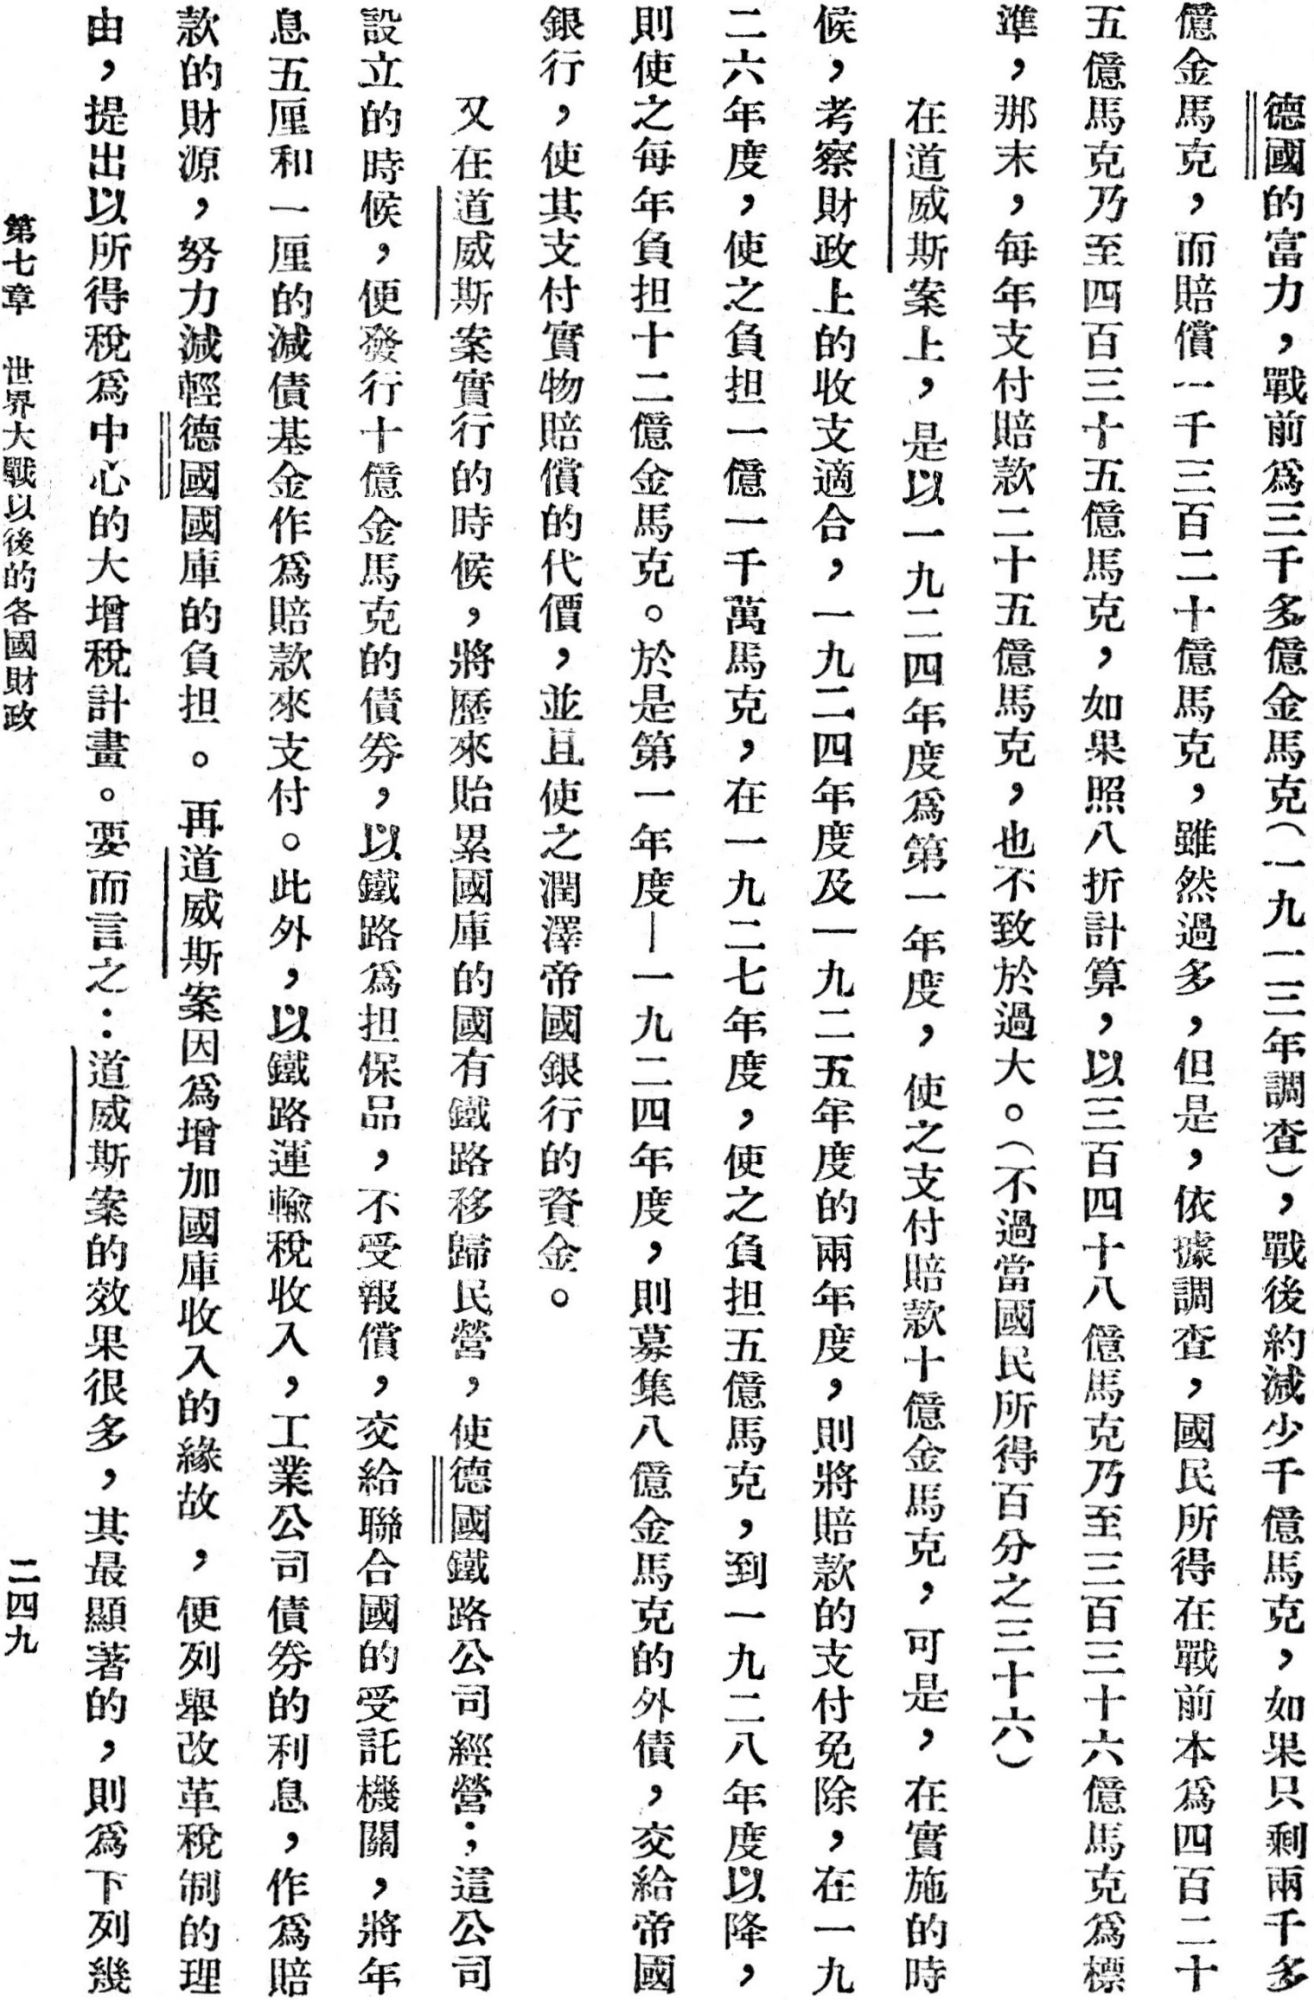 德國的富力，戰前爲三千多億金馬克（一九一三年調查），戰後約減少千億馬克，如果只剩兩千多
億金馬克，而賠償一千三百二十億馬克，雖然過多，但是，依據調查，國民所得在戰前本爲四百二十
五億馬克乃至四百三十五億馬克，如果照八折計算，以三百四十八億馬克乃至三百三十六億馬克爲標
準，那末，每年支付賠款二十五億馬克，也不致於過大。（不過當國民所得百分之三十六）
在道威斯案上，是以一九二四年度爲第一年度，使之支付賠款十億金馬克，可是，在實施的時
候，考察財政上的收支適合，一九二四年度及一九二五年度的兩年度，則將賠款的支付免除，在一九
二六年度，使之負担一億一千萬馬克，在一九二七年度，使之負担五億馬克，到一九二八年度以降，
則使之每年負担十二億金馬克。於是第一年度—一九二四年度，則募集八億金馬克的外債，交給帝國
銀行，使其支付實物賠償的代價，並且使之潤澤帝國銀行的資金。
又在道威斯案實行的時候，將歷來貽累國庫的國有鐵路移歸民營，使德國鐵路公司經營；這公司
設立的時候，便發行十億金馬克的債券，以鐵路爲担保品，不受報償，交給聯合國的受託機關，將年
息五厘和一厘的減債基金作爲賠款來支付。此外，以鐵路運輸稅收入，工業公司債券的利息，作爲賠
款的財源，努力減輕德國國庫的負担。再道威斯案因爲增加國庫收入的緣故，便列舉改革稅制的理
由，提出以所得稅爲中心的大增稅計畫。要而言之：道威斯案的效果很多，其最顯著的，則爲下列幾
第七章　世界大戰以後的各國財政
二四九